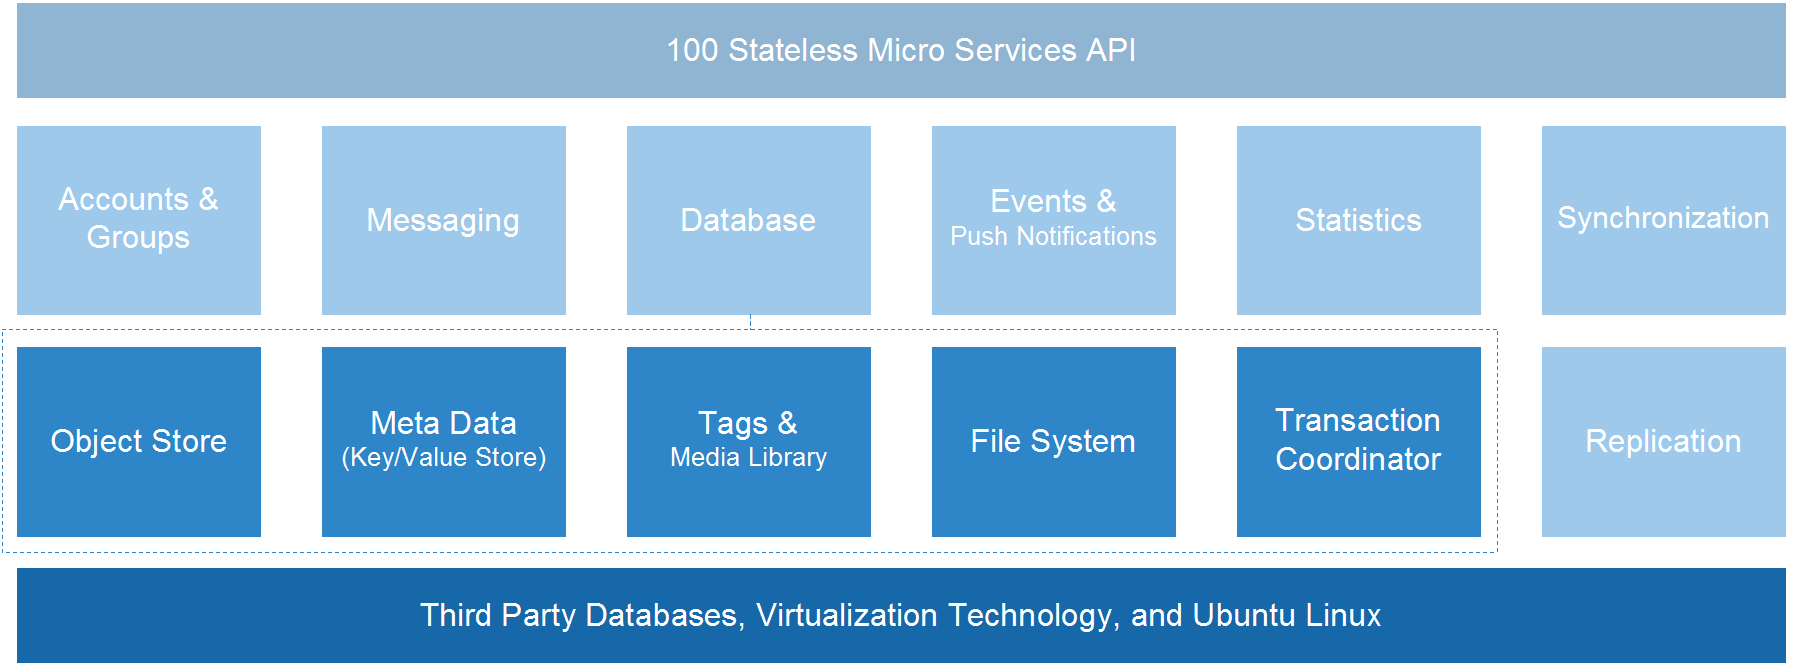 100 Stateless Micro Services API
Accounts &
Groups
Messaging
Database
Events &
Push Notifications
Statistics
Synchronization
Object Store
Meta Data
(Key/Value Store)
Tags &
Media Library
File System
Transaction
Coordinator
Replication
Third Party Databases, Virtualization Technology, and Ubuntu Linux